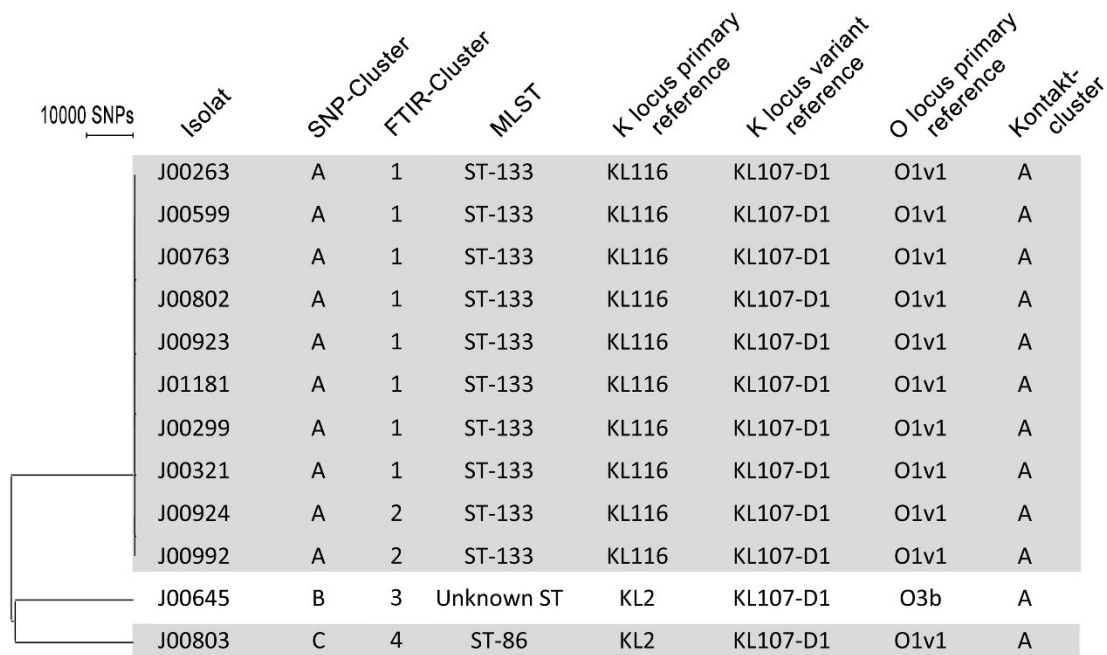 10000 SNPs
Isolat
SNP-Cluster
FTIR-Cluster
MLST
K locus primary
reference
K locus variant
reference
O locus primary
reference
Kontakt-
cluster
J00263 A 1 ST-133 KL116 KL107-D1 O1v1 A
J00599 A 1 ST-133 KL116 KL107-D1 O1v1 A
J00763 A 1 ST-133 KL116 KL107-D1 O1v1 A
J00802 A 1 ST-133 KL116 KL107-D1 O1v1 A
J00923 A 1 ST-133 KL116 KL107-D1 O1v1 A
J01181 A 1 ST-133 KL116 KL107-D1 O1v1 A
J00299 A 1 ST-133 KL116 KL107-D1 O1v1 A
J00321 A 1 ST-133 KL116 KL107-D1 O1v1 A
J00924 A 2 ST-133 KL116 KL107-D1 O1v1 A
J00992 A 2 ST-133 KL116 KL107-D1 O1v1 A
J00645 B 3 Unknown ST KL2 KL107-D1 O3b A
J00803 C 4 ST-86 KL2 KL107-D1 O1v1 A